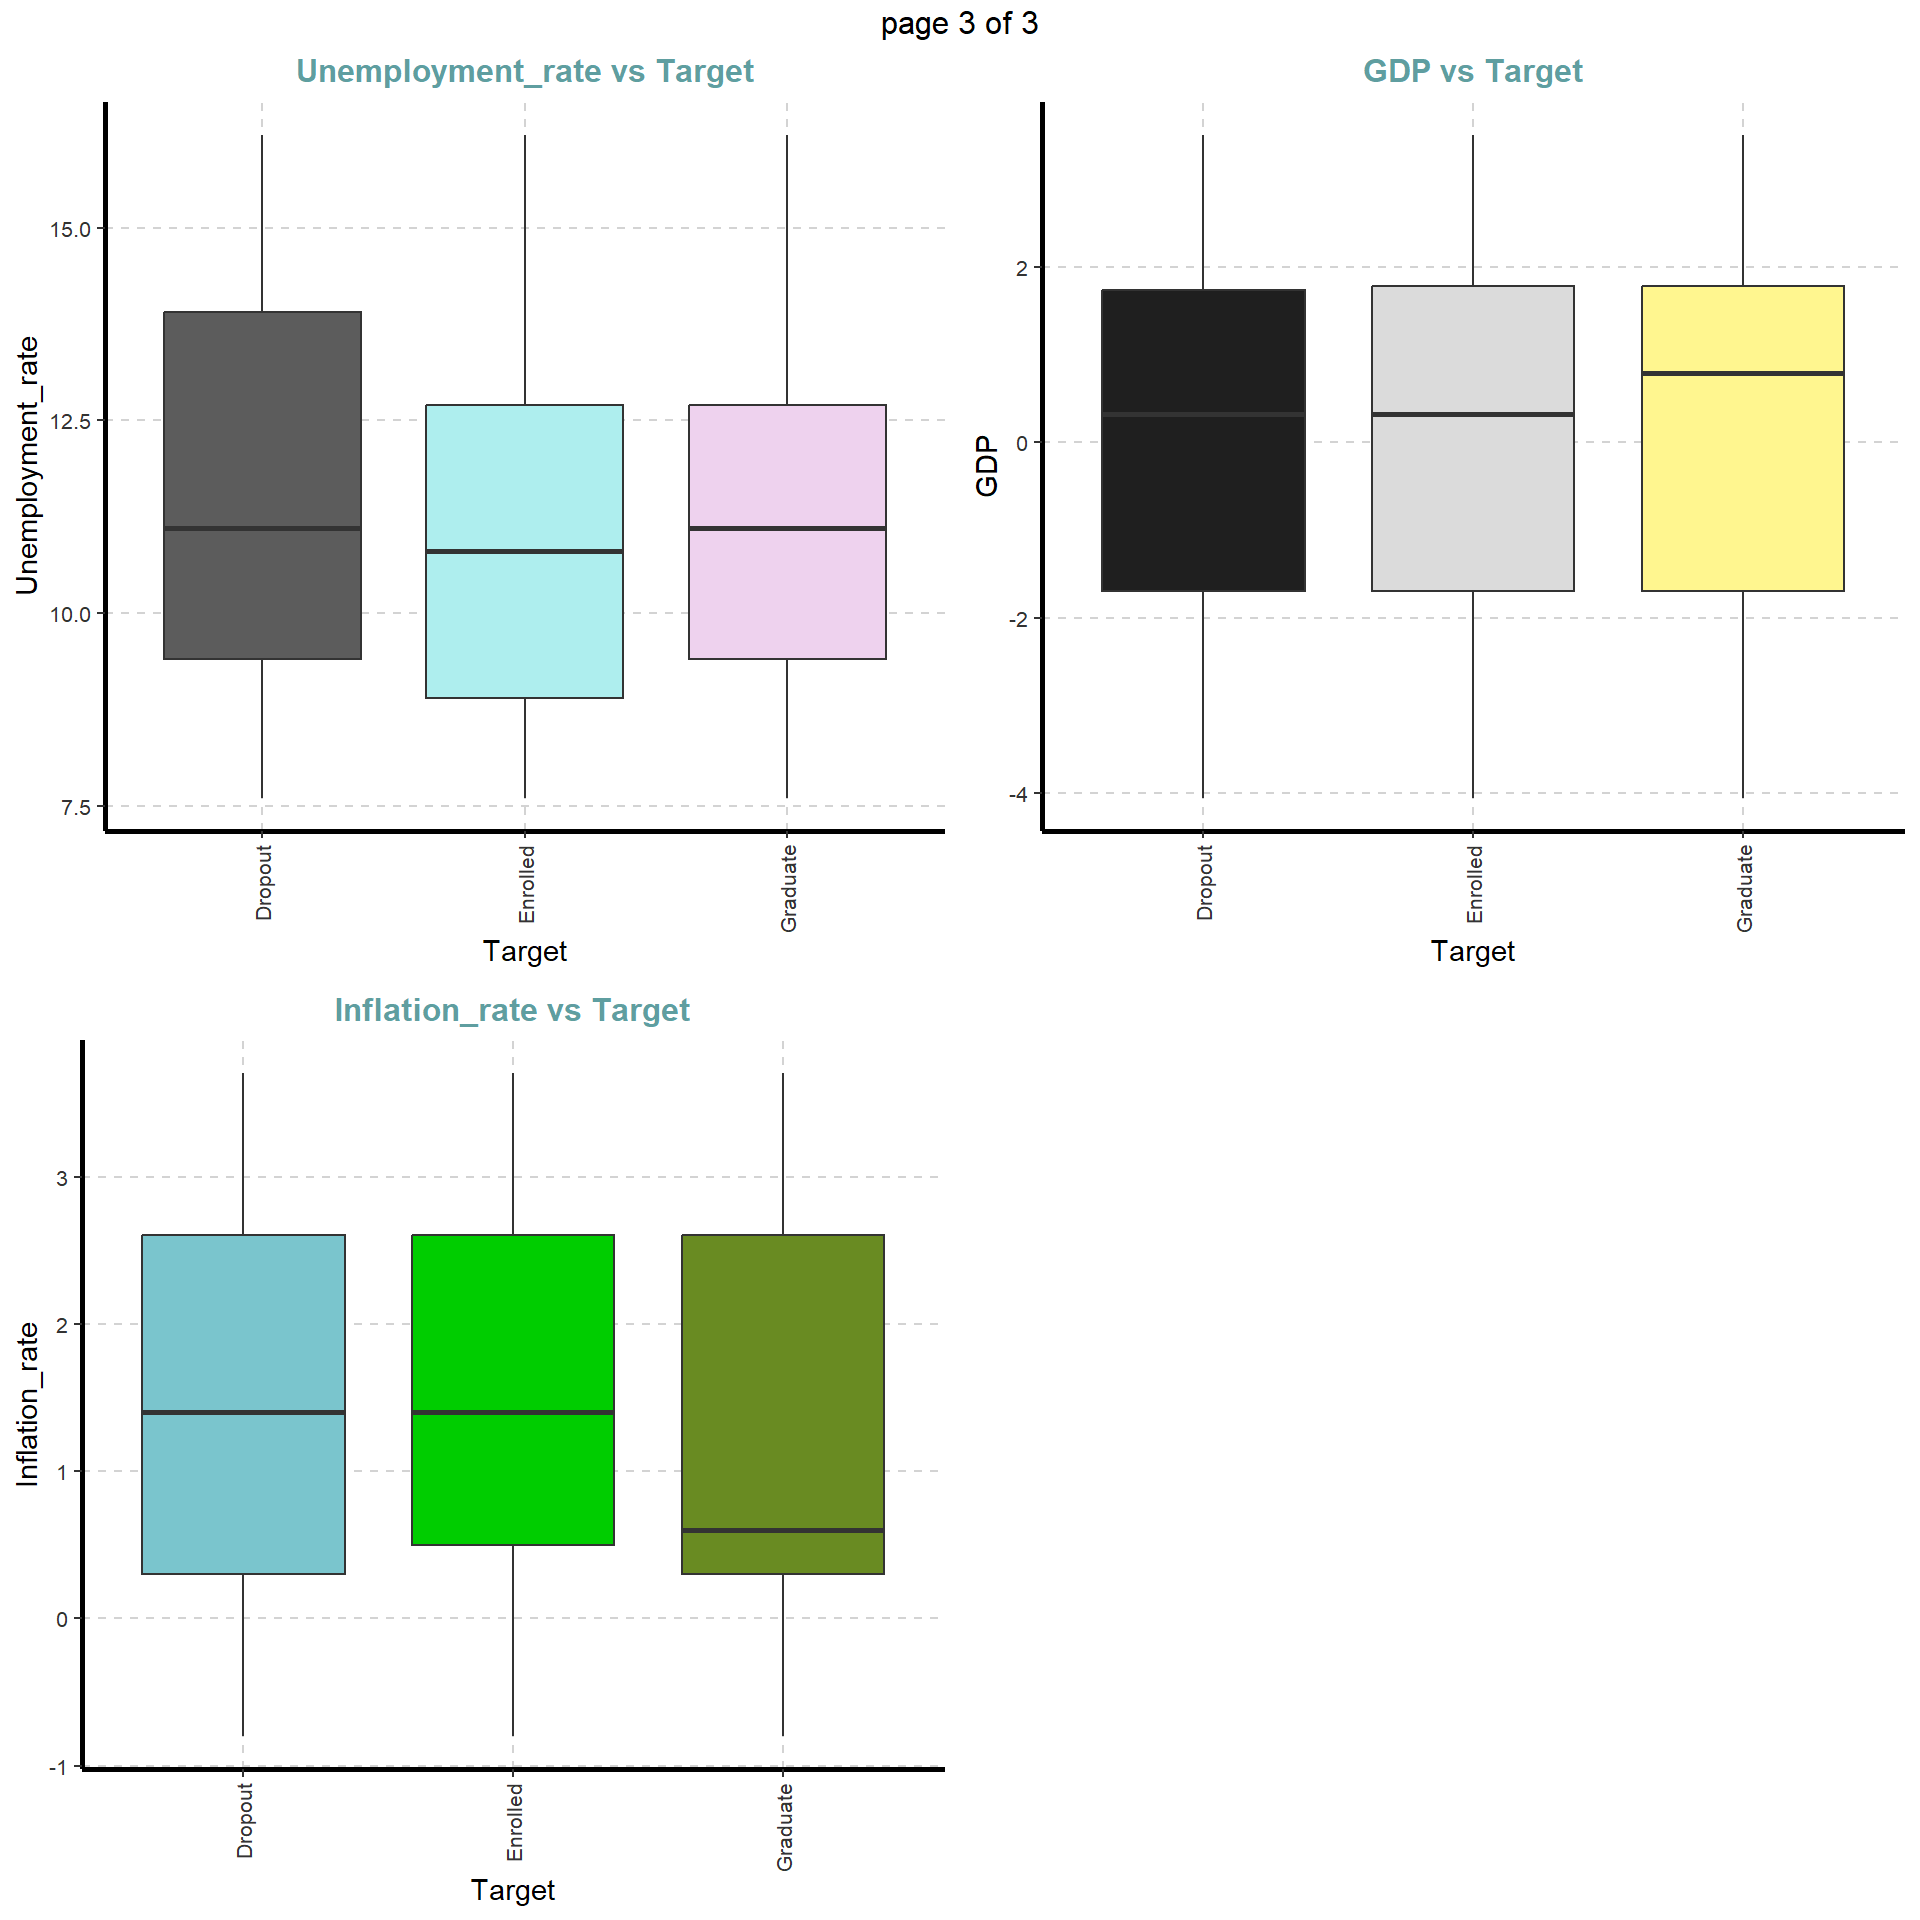 page 3 of 3
Unemployment_rate vs Target
Unemployment_rate
15.0
12.5
10.0
7.5
Dropout
Enrolled
Graduate
Target
GDP vs Target
GDP
2
0
-2
-4
Dropout
Enrolled
Graduate
Target
Inflation_rate vs Target
Inflation_rate
3
2
1
0
-1
Dropout
Enrolled
Graduate
Target